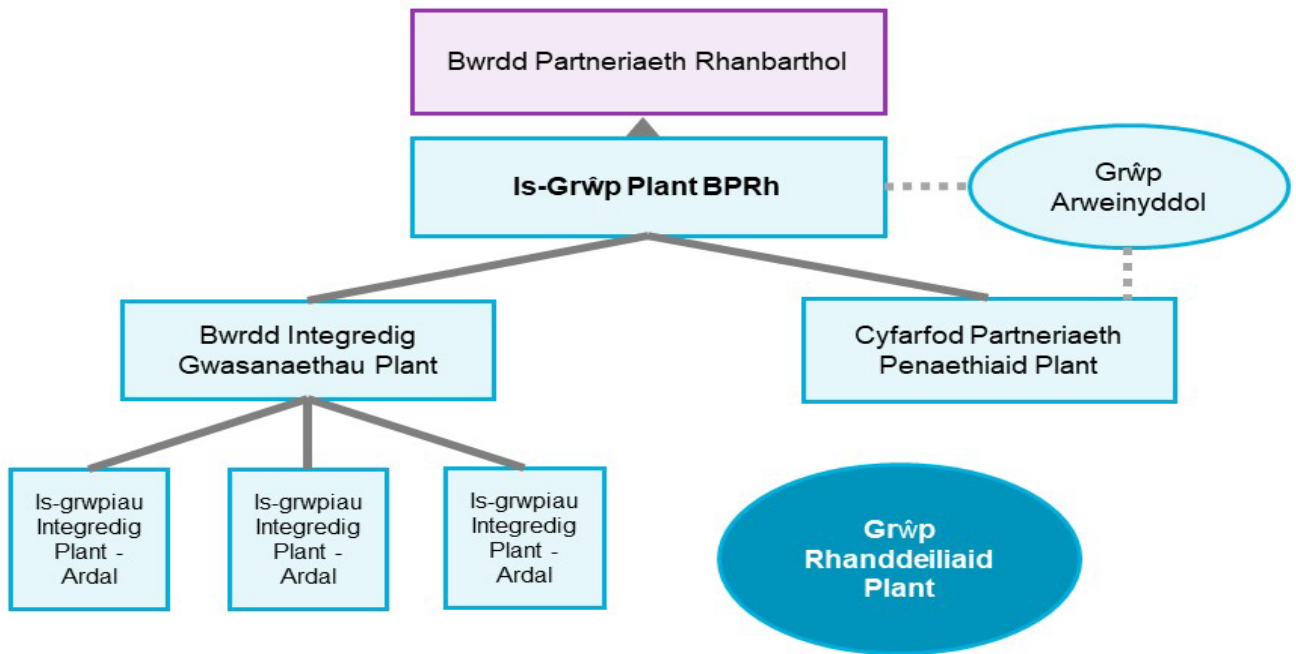 Bwrdd Partneriaeth Rhanbarthol
Is-Grŵp Plant BPRh
Grŵp
Arweinyddol
Bwrdd Integredig
Gwasanaethau Plant
Cyfarfod Partneriaeth
Penaethiaid Plant
Is-grwpiau
Integredig
Plant -
Ardal
Is-grwpiau
Integredig
Plant -
Ardal
Is-grwpiau
Integredig
Plant -
Ardal
Grŵp
Rhanddeiliaid
Plant